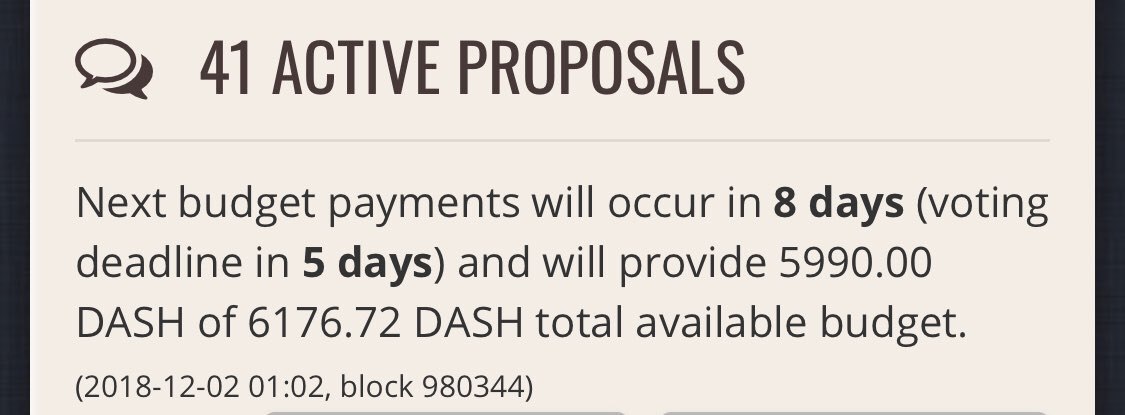 41 ACTIVE PROPOSALS
Next budget payments will occur in 8 days (voting
deadline in 5 days) and will provide 5990.00
DASH of 6176.72 DASH total available budget.
(2018-12-02 01:02, block 980344)